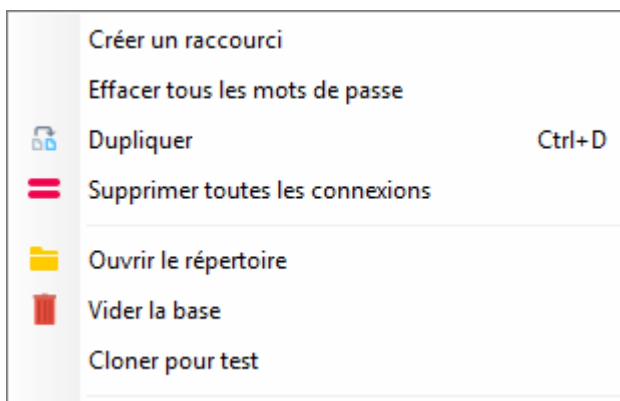 Créer un raccourci
Effacer tous les mots de passe
Dupliquer Ctrl+D
Supprimer toutes les connexions
Ouvrir le répertoire
Vider la base
Cloner pour test